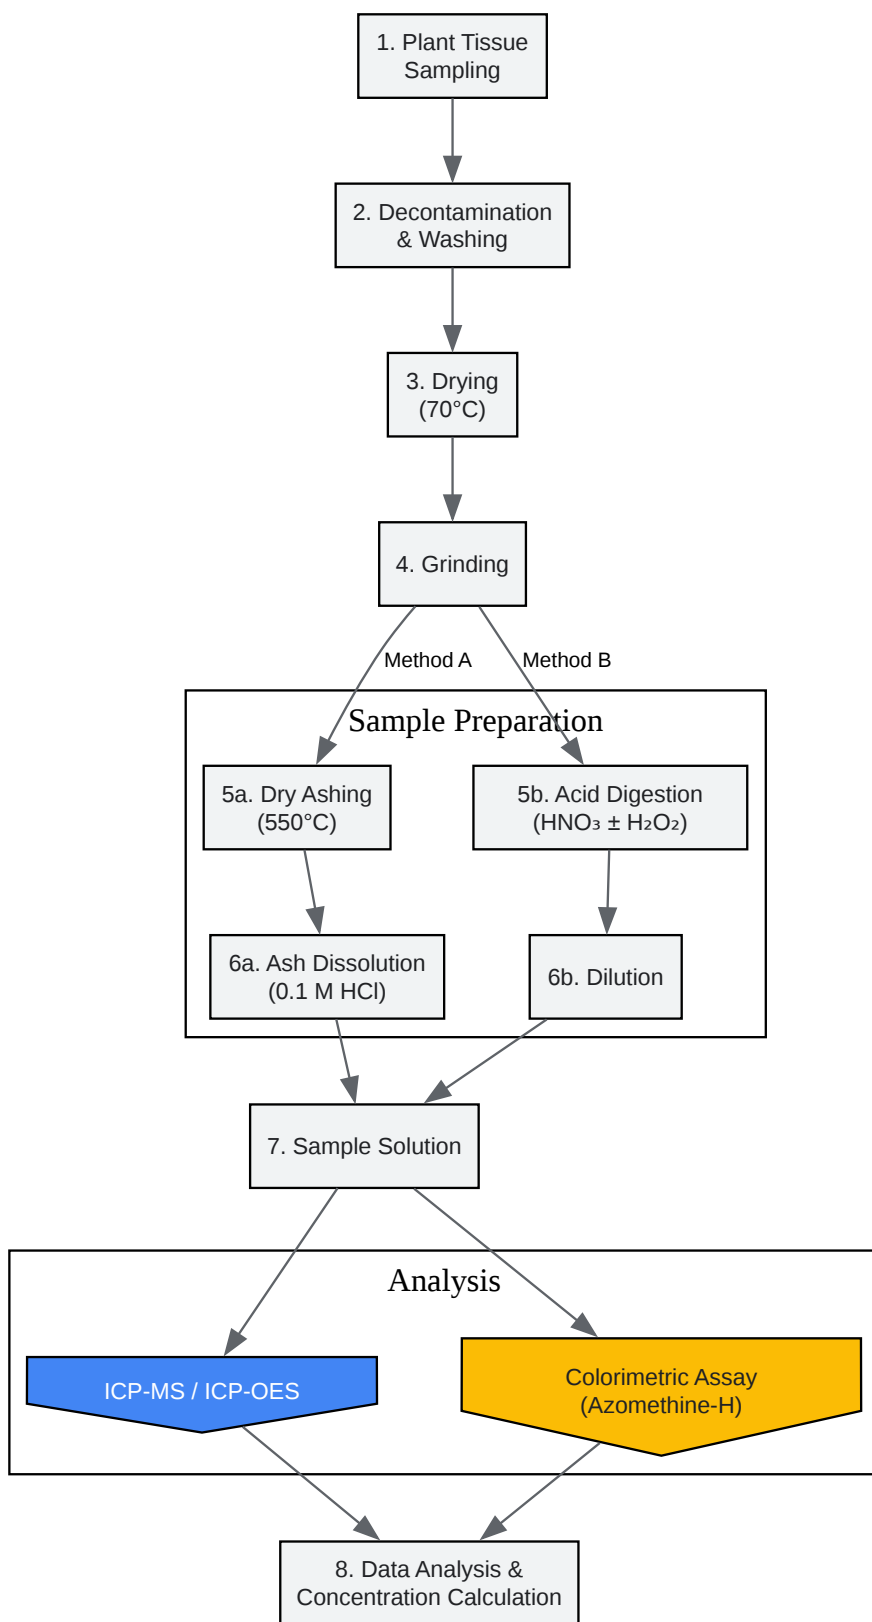 1. Plant Tissue
Sampling
2. Decontamination
& Washing
3. Drying
(70°C)
4. Grinding
Method A
Method B
Sample Preparation
5a. Dry Ashing
(550°C)
5b. Acid Digestion
(HNO₃ ± H₂O₂)
6a. Ash Dissolution
(0.1 M HCl)
6b. Dilution
7. Sample Solution
Analysis
ICP-MS / ICP-OES
Colorimetric Assay
(Azomethine-H)
8. Data Analysis &
Concentration Calculation